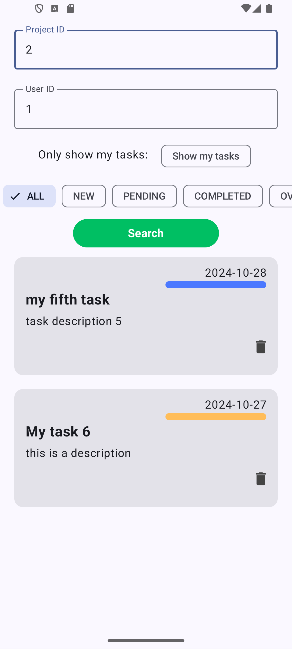 Project ID
2
User ID
1
Only show my tasks: Show my tasks
ALL NEW PENDING COMPLETED OV
Search
2024-10-28
my fifth task
task description 5
2024-10-27
My task 6
this is a description